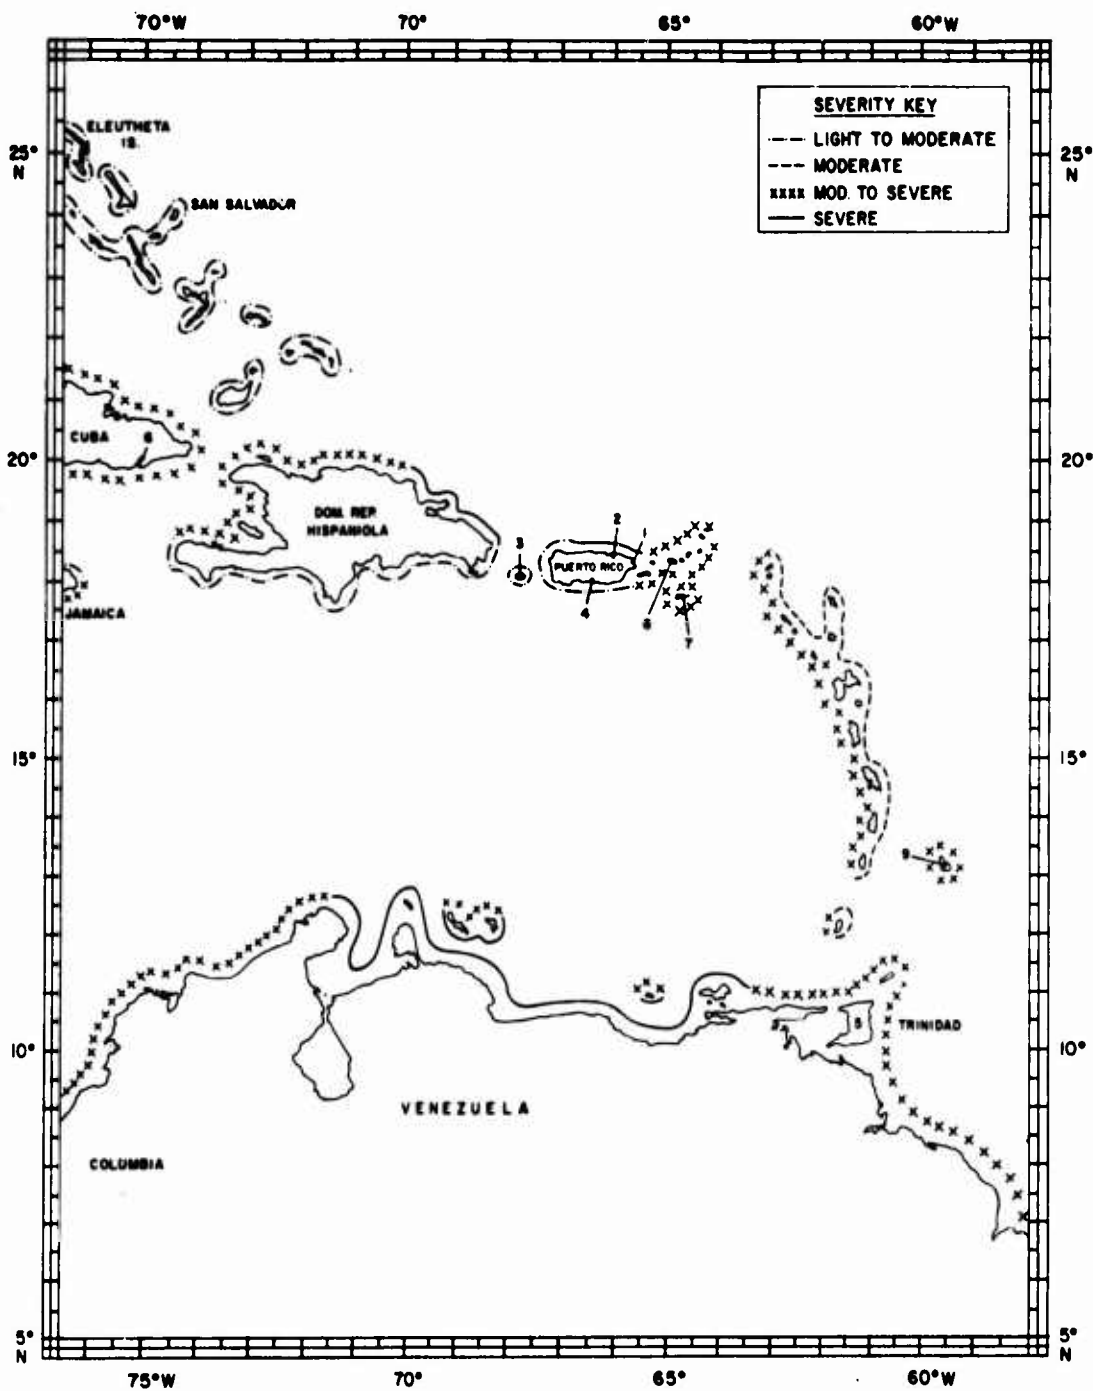 70°W 70° 65° 60°W
SEVERITY KEY
LIGHT TO MODERATE
MODERATE
xxxx MOD. TO SEVERE
SEVERE
ELEUTHETA
IS.
25°
N
25°
N
SAN SALVADOR
CUBA 6
20°
20°
DOM. REP.
HISPANIOLA
3
2
1
PUERTO RICO
4
8
7
JAMAICA
15°
15°
9
5
TRINIDAD
10°
10°
VENEZUELA
COLUMBIA
5°
N
5°
N
75°W 70° 65° 60°W